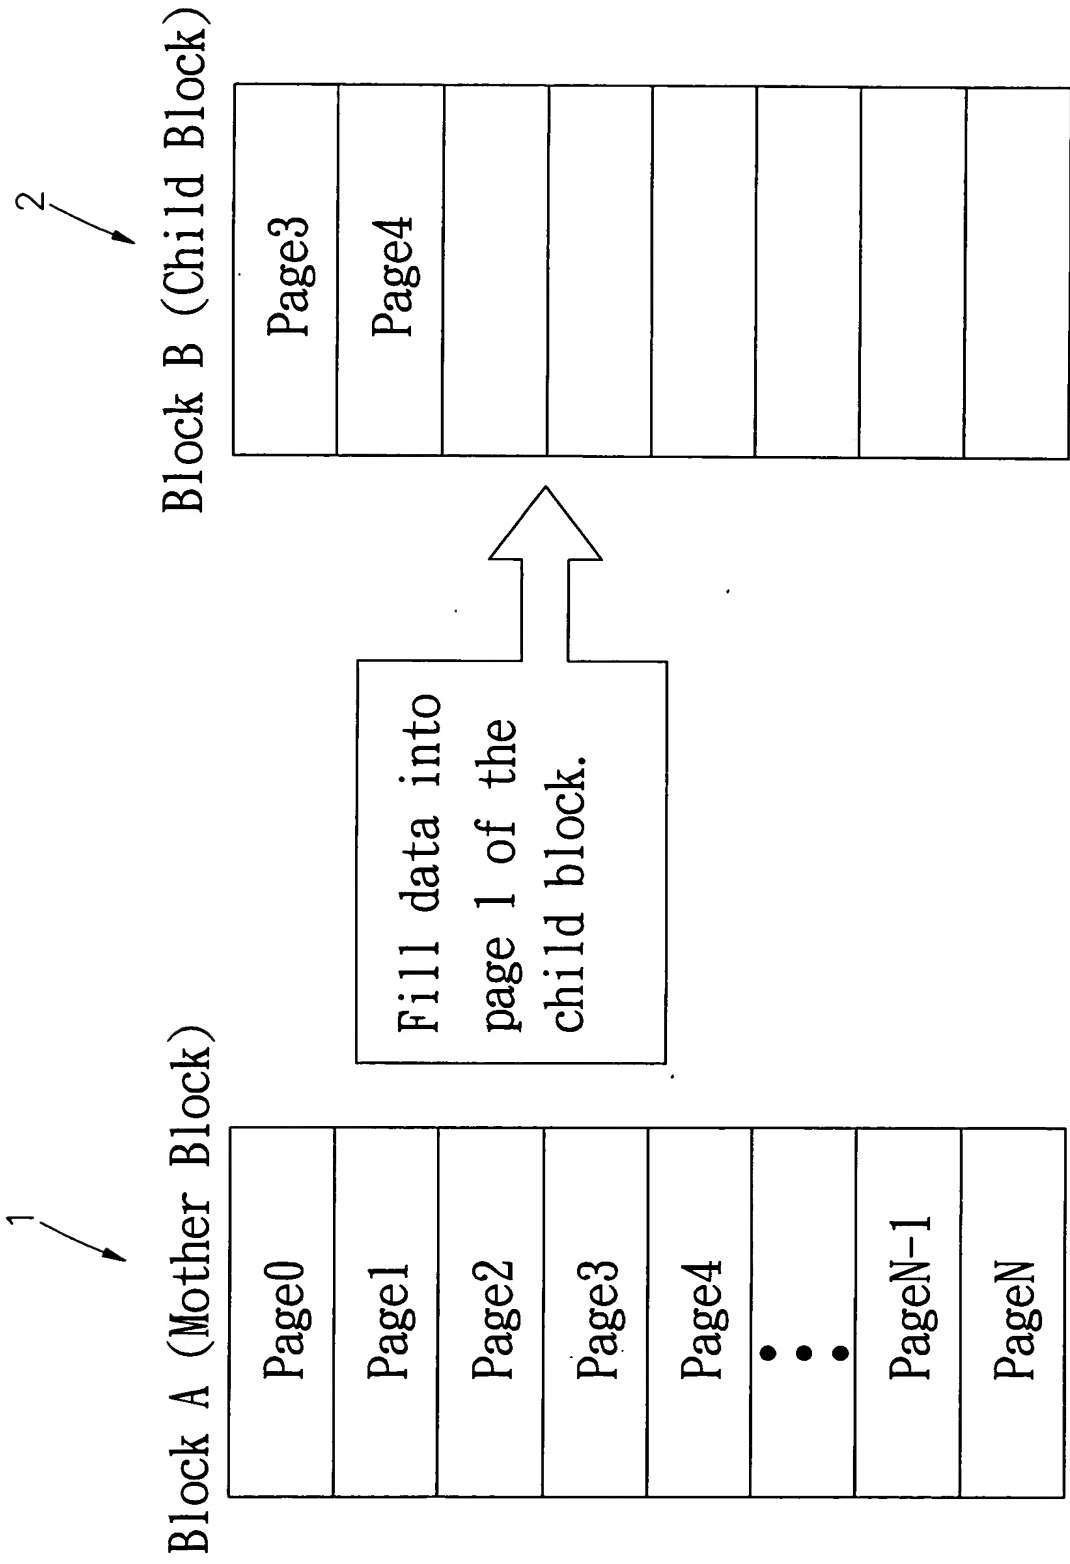 1
Block A (Mother Block)
Page0
Page1
Page2
Page3
Page4
PageN-1
PageN
Fill data into
page 1 of the
child block.
2
Block B (Child Block)
Page3
Page4